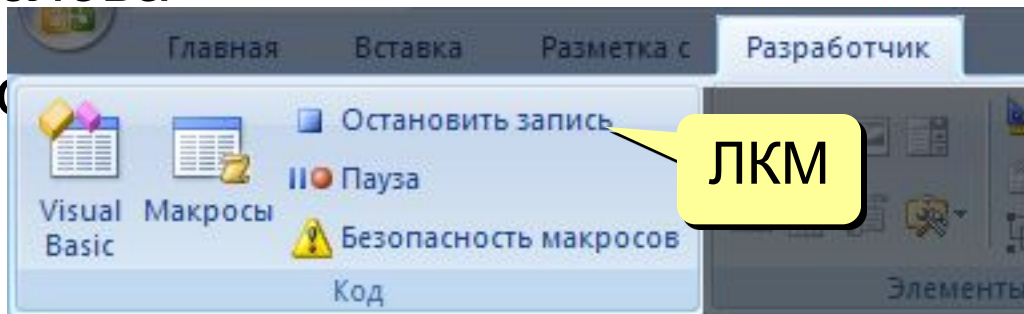 Главная Вставка Разметка с Разработчик
Остановить запись
ЛКМ
Пауза
Visual Basic
Макросы
Безопасность макросов
Код
Элементы